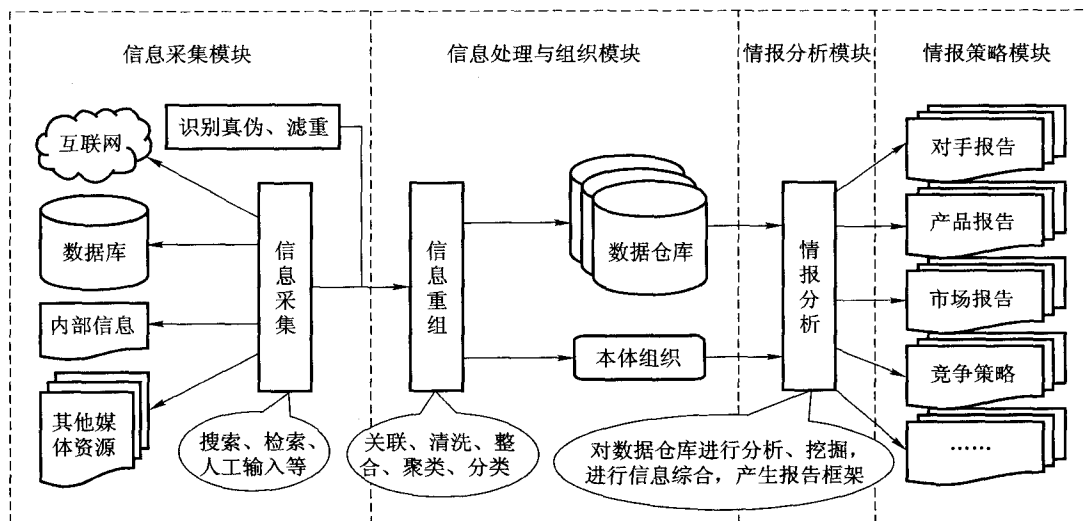 信息采集模块
信息处理与组织模块
情报分析模块
情报策略模块
识别真伪、滤重
互联网
数据库
内部信息
其他媒
体资源
信息采集
搜索、检索、
人工输入等
信息重组
关联、清洗、整
合、聚类、分类
数据仓库
本体组织
情报分析
对数据仓库进行分析、挖掘,
进行信息综合,产生报告框架
对手报告
产品报告
市场报告
竞争策略
……